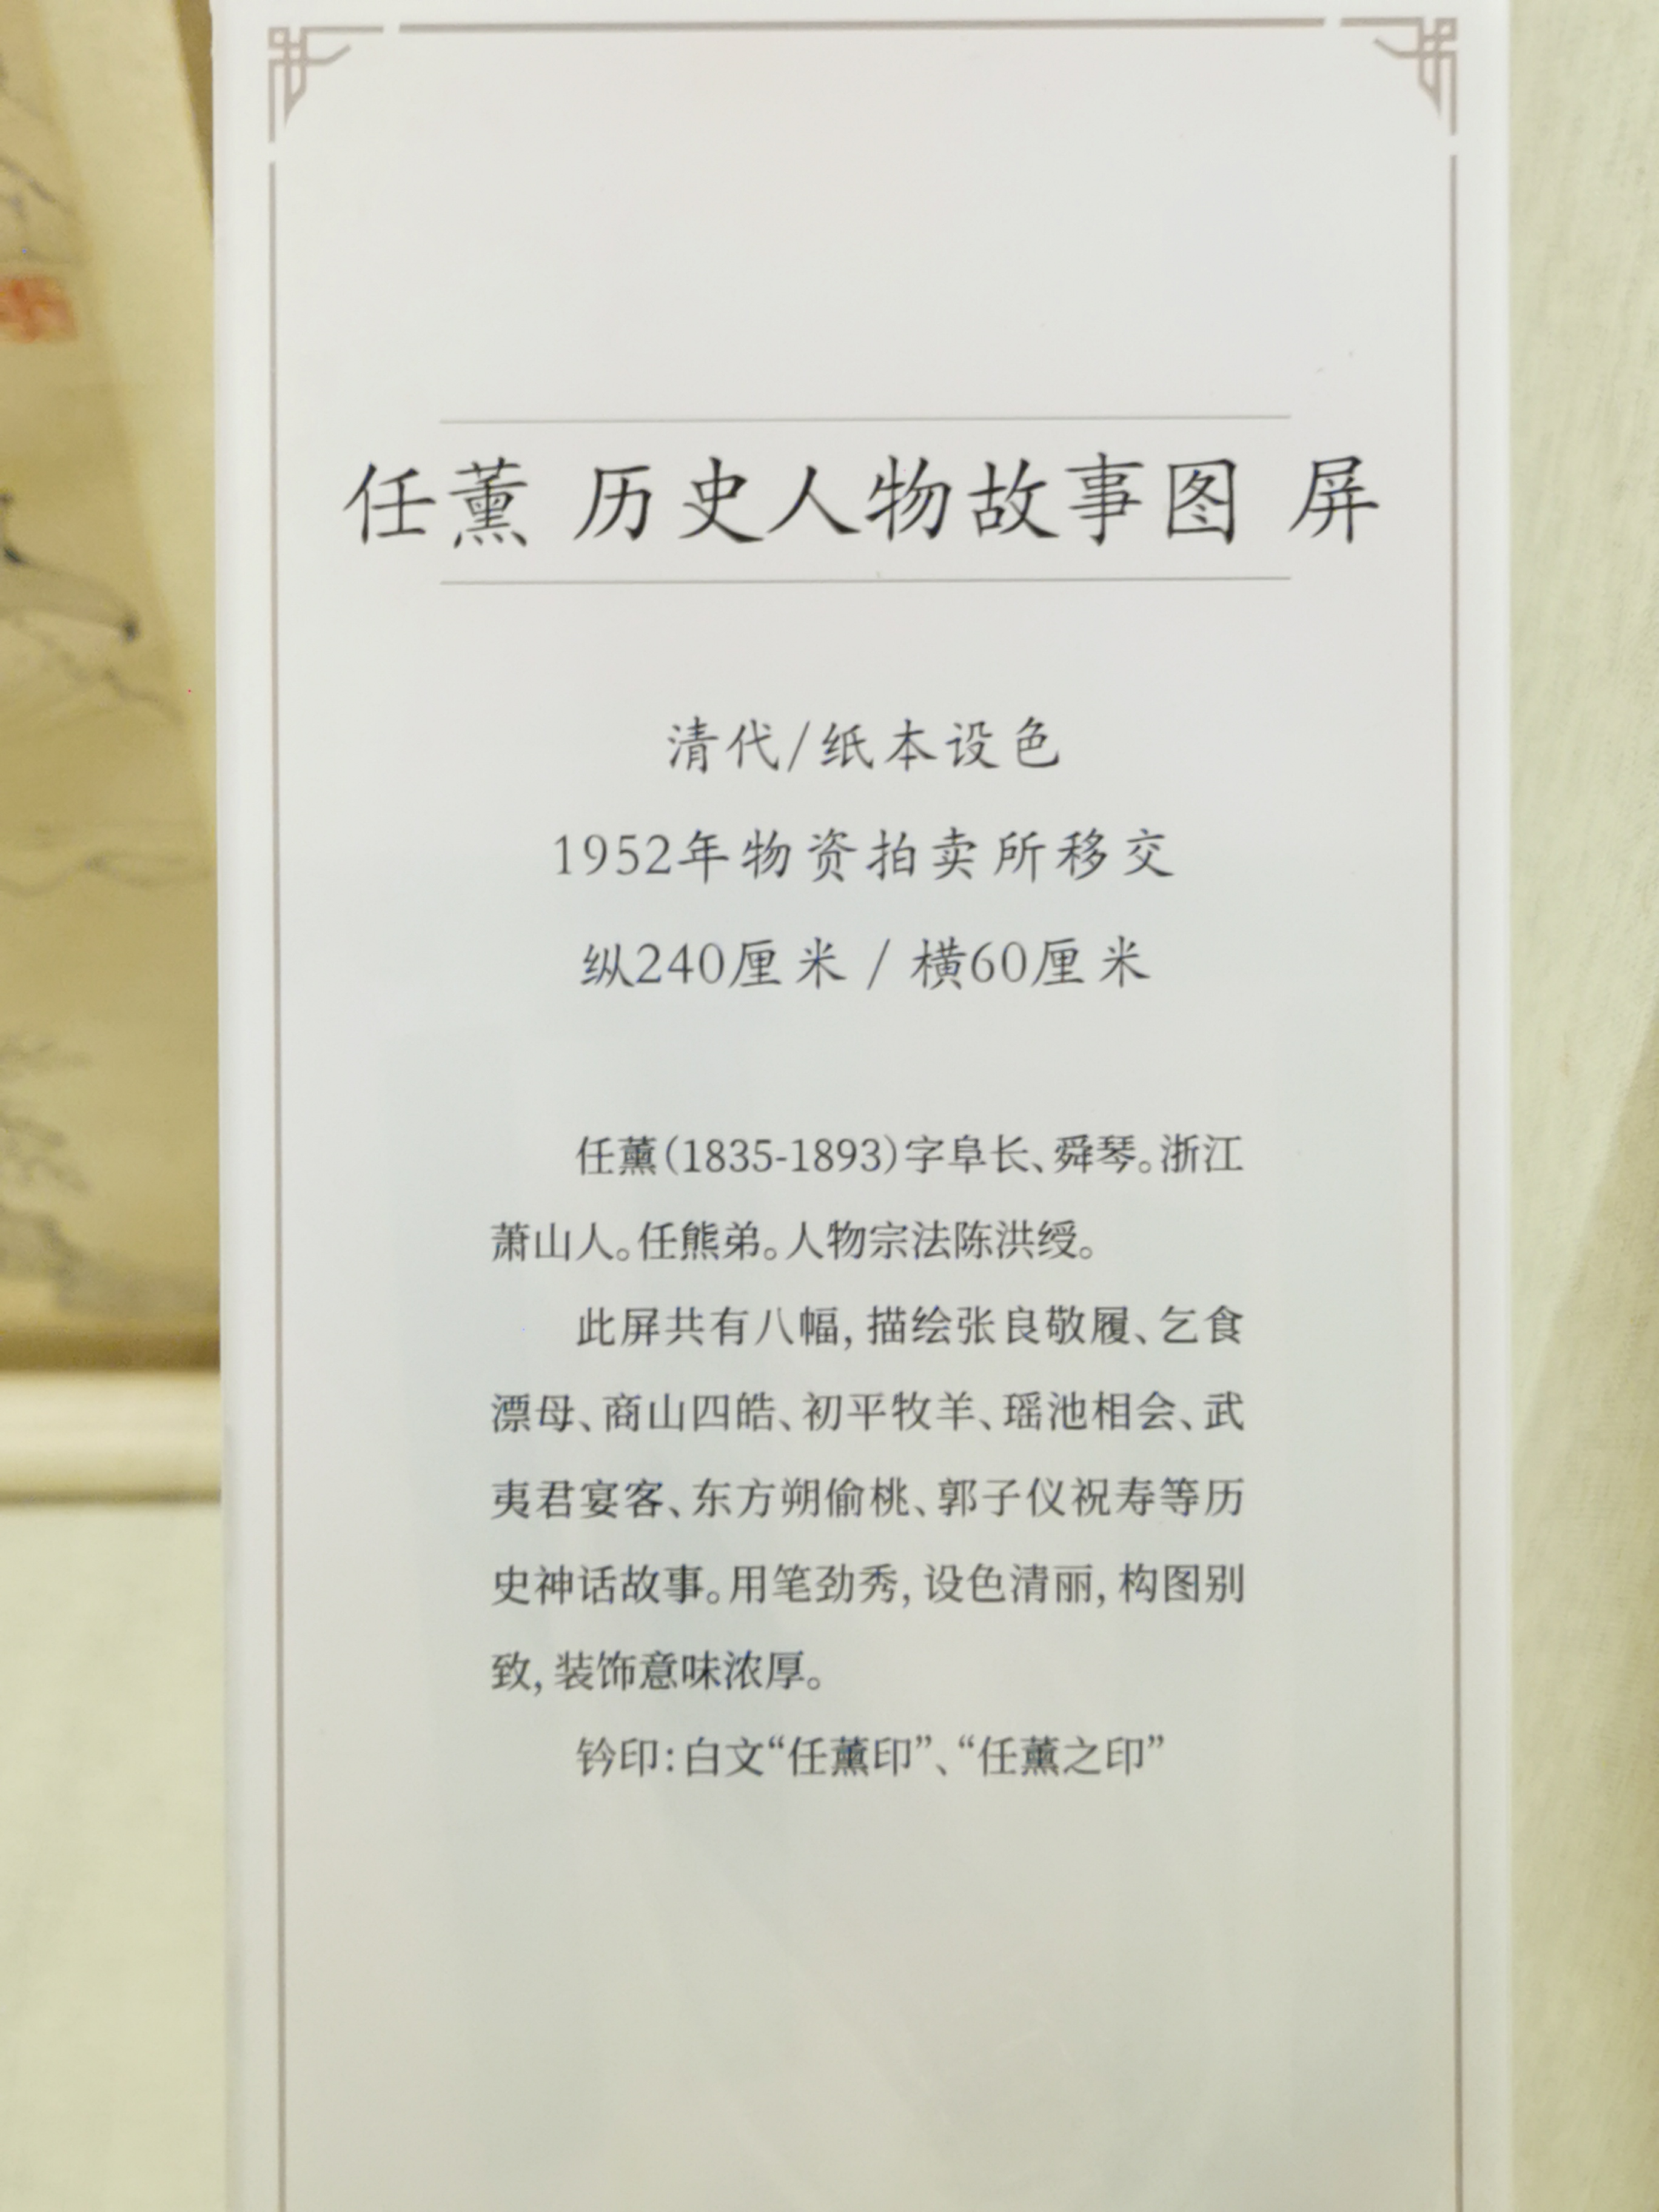 任薰 历史人物故事图 屏
清代/纸本设色
1952年物资拍卖所移交
纵240厘米 / 横60厘米
任薰(1835-1893)字阜长、舜琴。浙江
萧山人。任熊弟。人物宗法陈洪绶。
此屏共有八幅,描绘张良敬履、乞食
漂母、商山四皓、初平牧羊、瑶池相会、武
夷君宴客、东方朔偷桃、郭子仪祝寿等历
史神话故事。用笔劲秀,设色清丽,构图别
致,装饰意味浓厚。
钤印:白文“任薰印”、“任薰之印”